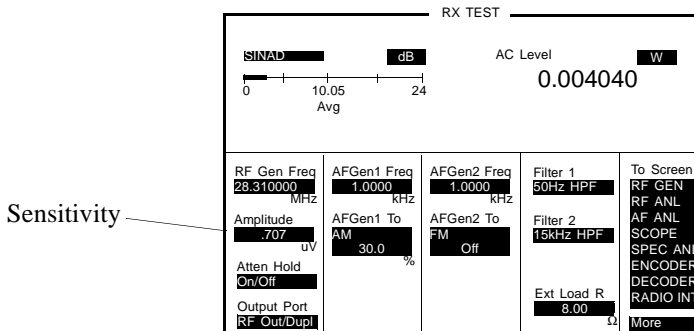 RX TEST
SINAD dB
0 10.05 24
Avg
AC Level W
0.004040
RF Gen Freq
28.310000
MHz
Amplitude
.707
uV
Atten Hold
On/Off
Output Port
RF Out/Dupl
AFGen1 Freq
1.0000
kHz
AFGen1 To
AM
30.0
%
AFGen2 Freq
1.0000
kHz
AFGen2 To
FM
Off
Filter 1
50Hz HPF
Filter 2
15kHz HPF
Ext Load R
8.00
Ω
To Screen
RF GEN
RF ANL
AF ANL
SCOPE
SPEC ANL
ENCODER
DECODER
RADIO INT
More
Sensitivity